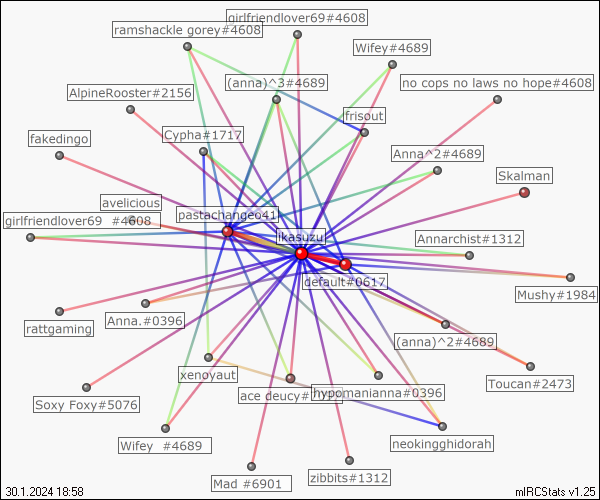 girlfriendlover69#4608
ramshackle gorey#4608
Wifey#4689
(anna)^3#4689
no cops no laws no hope#4608
AlpineRooster#2156
frisout
Cypha#1717
fakedingo
Anna^2#4689
Skalman
avelicious
pastachangeo41
girlfriendlover69 #4608
ikasuzu
Annarchist#1312
default#0617
Mushy#1984
Anna.#0396
rattgaming
(anna)^2#4689
xenoyaut
Toucan#2473
Soxy Foxy#5076
ace deucy#
hypomanianna#0396
Wifey #4689
neokingghidorah
Mad #6901
zibbits#1312
30.1.2024 18:58
mIRCStats v1.25